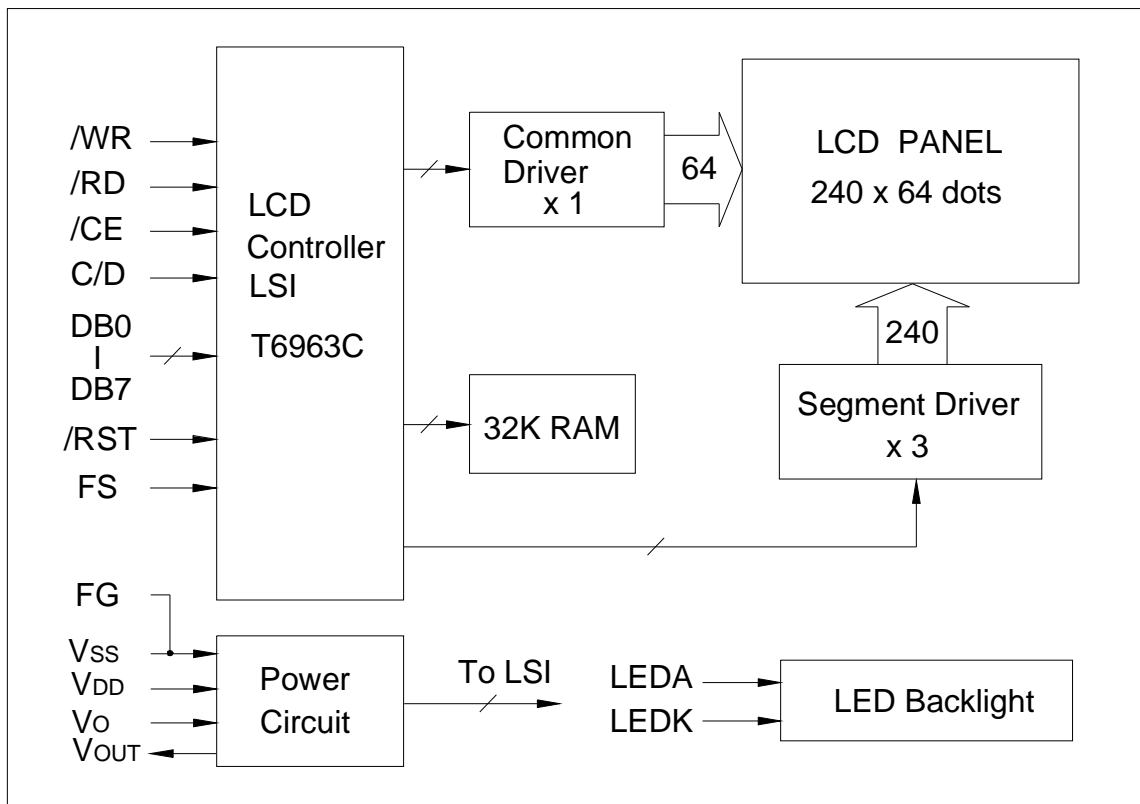 /WR
/RD
/CE
C/D
DB0
I
DB7
/RST
FS
LCD
Controller
LSI
T6963C
Common
Driver
x 1
64
LCD PANEL
240 x 64 dots
240
Segment Driver
x 3
32K RAM
FG
VSS
VDD
VO
VOUT
Power
Circuit
To LSI
LEDA
LEDK
LED Backlight